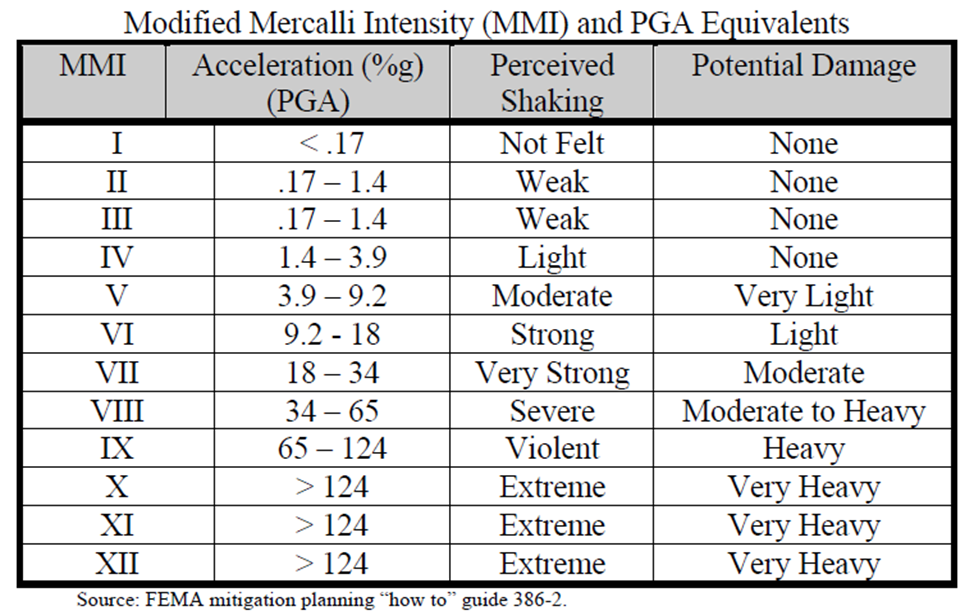 Modified Mercalli Intensity (MMI) and PGA Equivalents
MMI Acceleration (%g) (PGA) Perceived Shaking Potential Damage
I < .17 Not Felt None
II .17 – 1.4 Weak None
III .17 – 1.4 Weak None
IV 1.4 – 3.9 Light None
V 3.9 – 9.2 Moderate Very Light
VI 9.2 - 18 Strong Light
VII 18 – 34 Very Strong Moderate
VIII 34 – 65 Severe Moderate to Heavy
IX 65 – 124 Violent Heavy
X > 124 Extreme Very Heavy
XI > 124 Extreme Very Heavy
XII > 124 Extreme Very Heavy
Source: FEMA mitigation planning “how to” guide 386-2.